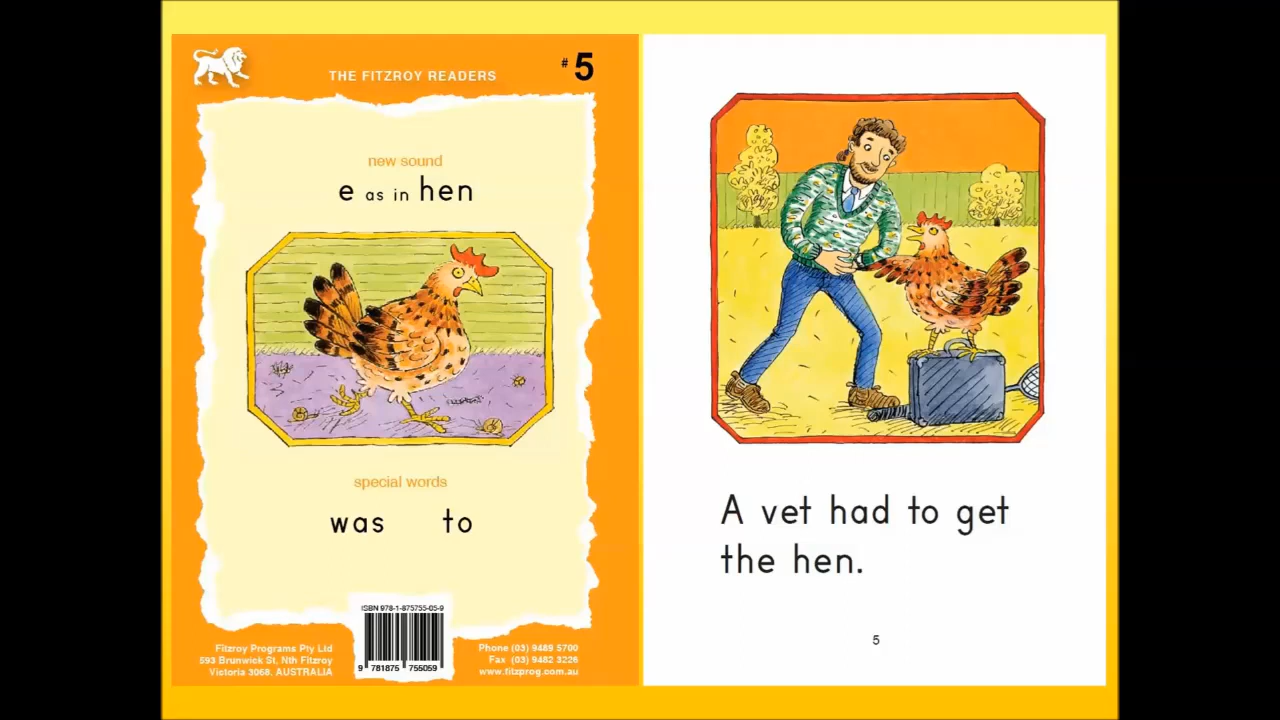 THE FITZROY READERS
# 5
new sound
e as in hen
special words
was to
ISBN 978-1-875755-05-9
9 781875 755059
Fitzroy Programs Pty Ltd
593 Brunwick St, Nth Fitzroy
Victoria 3068. AUSTRALIA
Phone (03) 9489 5700
Fax (03) 9482 3226
www.fitzprog.com.au
A vet had to get
the hen.
5